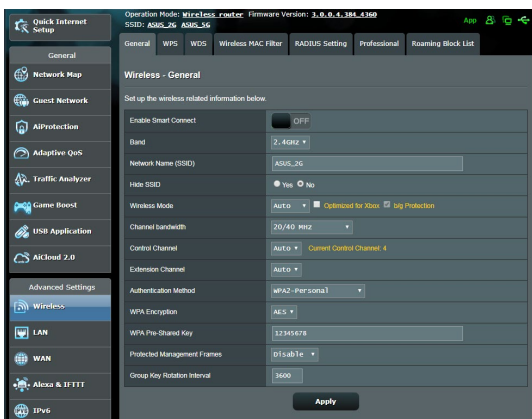 Quick Internet Setup
Operation Mode: Wireless router Firmware Version: 3.0.0.4.384_4360
SSID: ASUS_2G ASUS_5G
App
General WPS WDS Wireless MAC Filter RADIUS Setting Professional Roaming Block List
General
Network Map
Guest Network
AiProtection
Adaptive QoS
Traffic Analyzer
Game Boost
USB Application
AiCloud 2.0
Advanced Settings
Wireless
LAN
WAN
Alexa & IFTTT
IPv6
Wireless - General
Set up the wireless related information below.
Enable Smart Connect OFF
Band 2.4GHz
Network Name (SSID) ASUS_2G
Hide SSID Yes No
Wireless Mode Auto Optimized for Xbox b/g Protection
Channel bandwidth 20/40 MHz
Control Channel Auto Current Control Channel: 4
Extension Channel Auto
Authentication Method WPA2-Personal
WPA Encryption AES
WPA Pre-Shared Key 12345678
Protected Management Frames Disable
Group Key Rotation Interval 3600
Apply